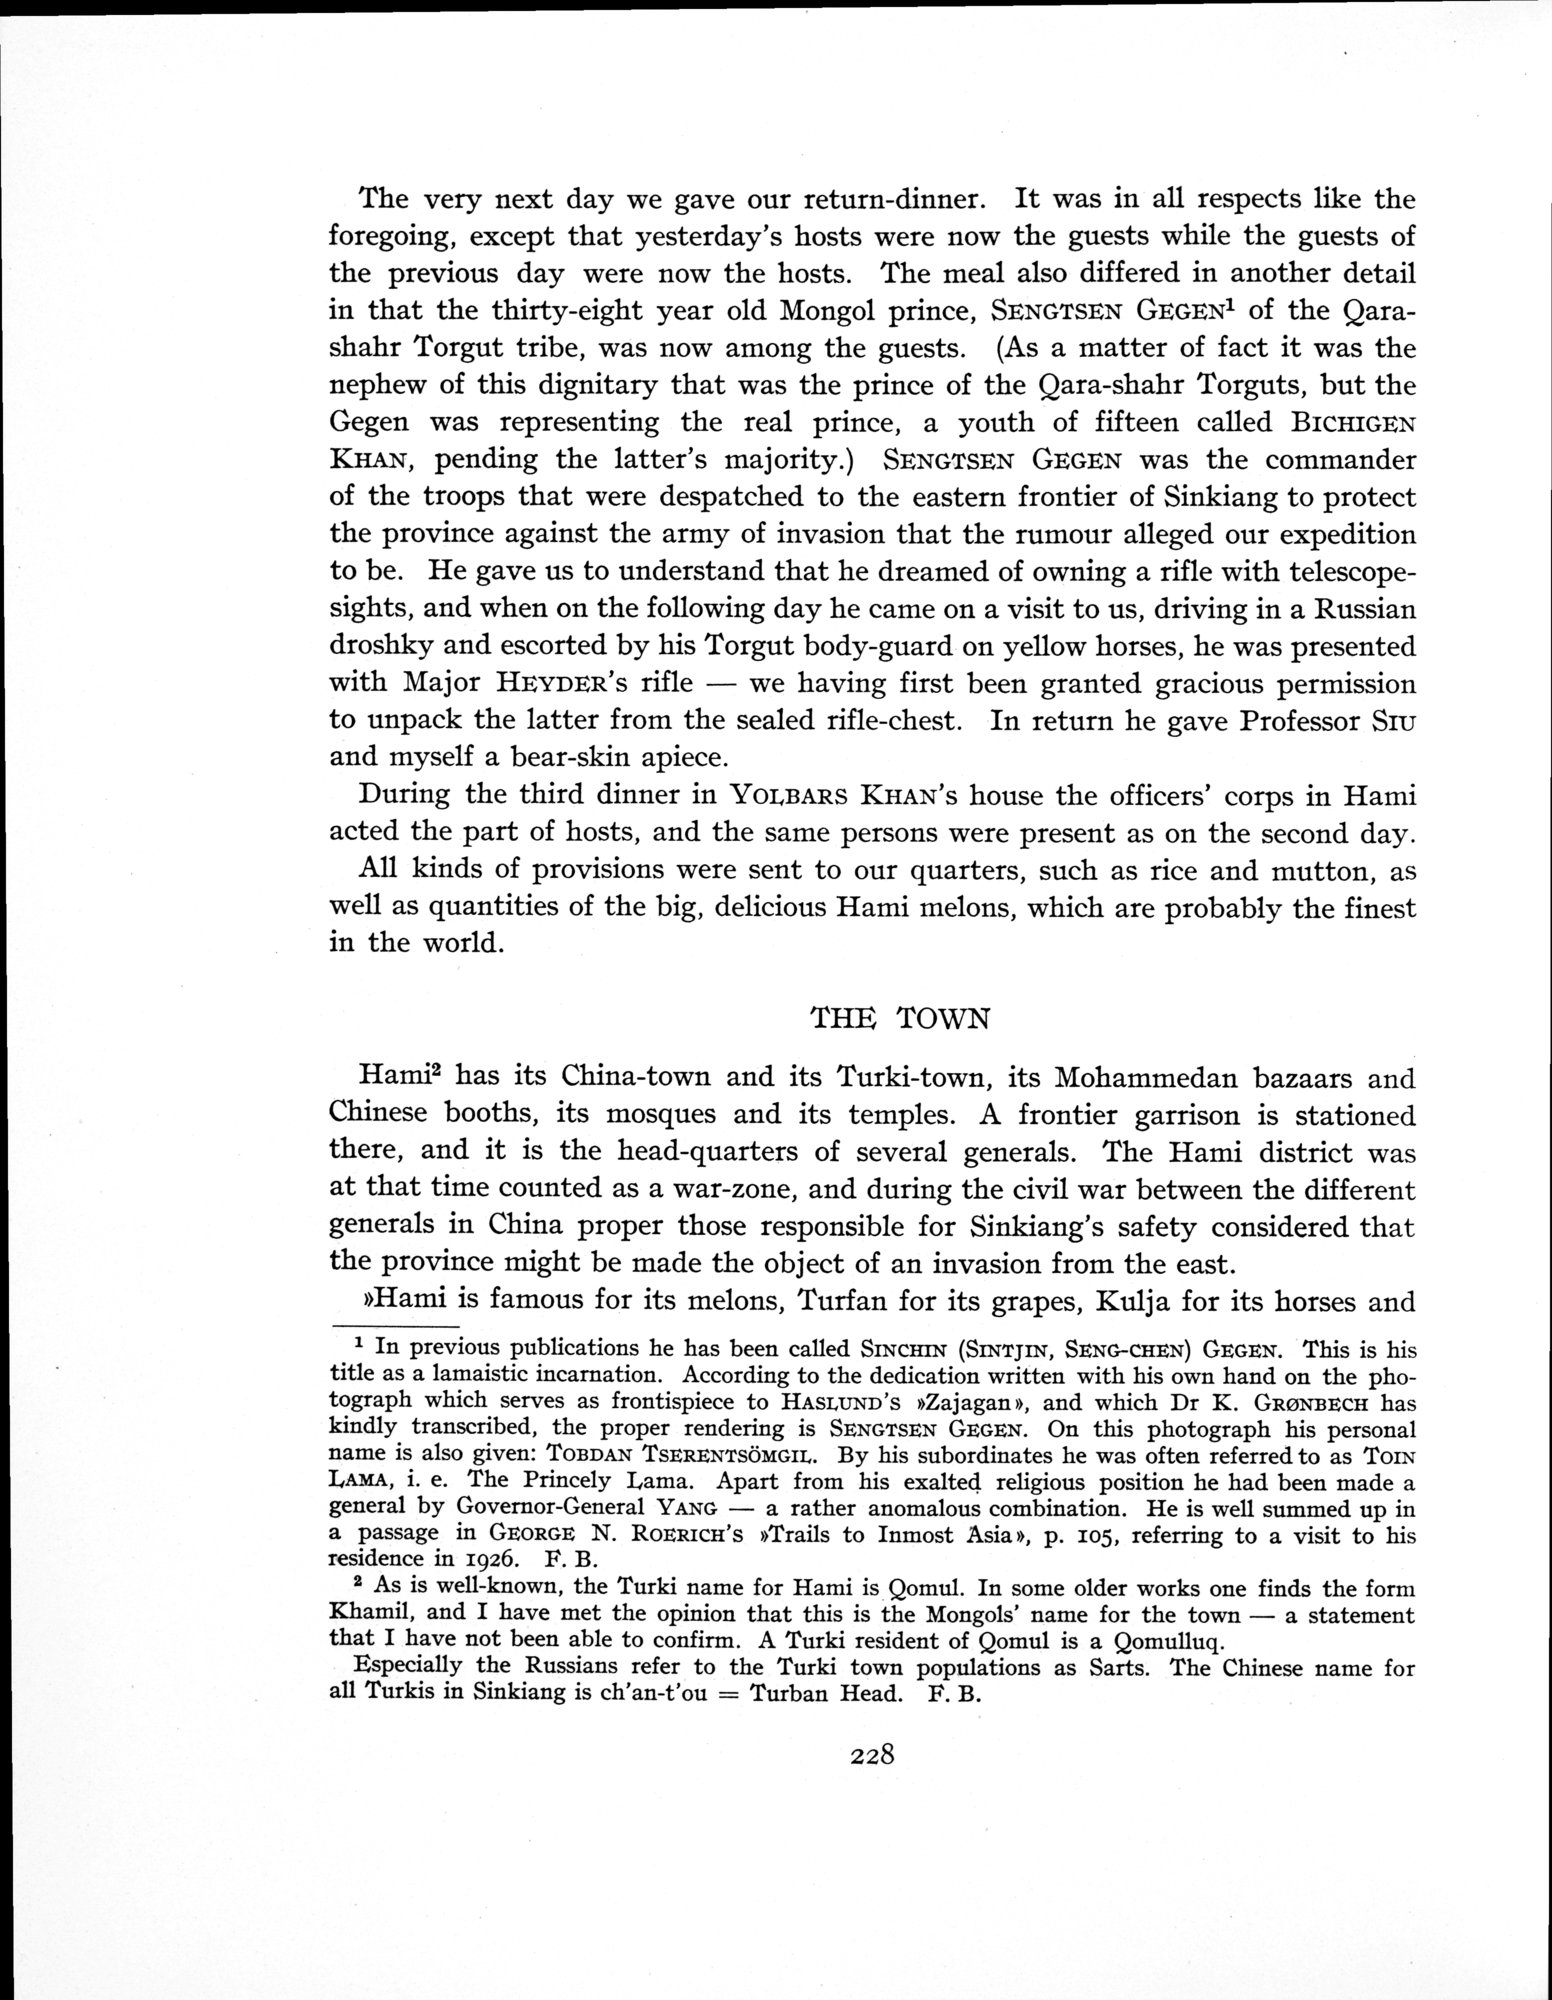 The very next day we gave our return-dinner. It was in all respects like the
foregoing, except that yesterday's hosts were now the guests while the guests of
the previous day were now the hosts. The meal also differed in another detail
in that the thirty-eight year old Mongol prince, SENGTSEN GEGEN¹ of the Qara-
shahr Torgut tribe, was now among the guests. (As a matter of fact it was the
nephew of this dignitary that was the prince of the Qara-shahr Torguts, but the
Gegen was representing the real prince, a youth of fifteen called BICHIGEN
KHAN, pending the latter's majority.) SENGTSEN GEGEN was the commander
of the troops that were despatched to the eastern frontier of Sinkiang to protect
the province against the army of invasion that the rumour alleged our expedition
to be. He gave us to understand that he dreamed of owning a rifle with telescope-
sights, and when on the following day he came on a visit to us, driving in a Russian
droshky and escorted by his Torgut body-guard on yellow horses, he was presented
with Major HEYDER's rifle — we having first been granted gracious permission
to unpack the latter from the sealed rifle-chest. In return he gave Professor SIU
and myself a bear-skin apiece.
During the third dinner in YOLBARS KHAN's house the officers' corps in Hami
acted the part of hosts, and the same persons were present as on the second day.
All kinds of provisions were sent to our quarters, such as rice and mutton, as
well as quantities of the big, delicious Hami melons, which are probably the finest
in the world.
THE TOWN
Hami² has its China-town and its Turki-town, its Mohammedan bazaars and
Chinese booths, its mosques and its temples. A frontier garrison is stationed
there, and it is the head-quarters of several generals. The Hami district was
at that time counted as a war-zone, and during the civil war between the different
generals in China proper those responsible for Sinkiang's safety considered that
the province might be made the object of an invasion from the east.
»Hami is famous for its melons, Turfan for its grapes, Kulja for its horses and
¹ In previous publications he has been called SINCHIN (SINTJIN, SENG-CHEN) GEGEN. This is his
title as a lamaistic incarnation. According to the dedication written with his own hand on the pho-
tograph which serves as frontispiece to HASLUND's »Zajagan», and which Dr K. GRØNBECH has
kindly transcribed, the proper rendering is SENGTSEN GEGEN. On this photograph his personal
name is also given: TOBDAN TSERENTSÖMGIL. By his subordinates he was often referred to as TOIN
LAMA, i. e. The Princely Lama. Apart from his exalted religious position he had been made a
general by Governor-General YANG — a rather anomalous combination. He is well summed up in
a passage in GEORGE N. ROERICH's »Trails to Inmost Asia», p. 105, referring to a visit to his
residence in 1926. F. B.
² As is well-known, the Turki name for Hami is Qomul. In some older works one finds the form
Khamil, and I have met the opinion that this is the Mongols' name for the town — a statement
that I have not been able to confirm. A Turki resident of Qomul is a Qomulluq.
Especially the Russians refer to the Turki town populations as Sarts. The Chinese name for
all Turkis in Sinkiang is ch'an-t'ou = Turban Head. F. B.
228